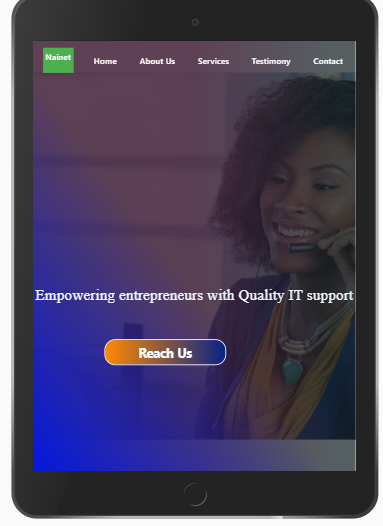 Nainet Home About Us Services Testimony Contact
Empowering entrepreneurs with Quality IT support
Reach Us